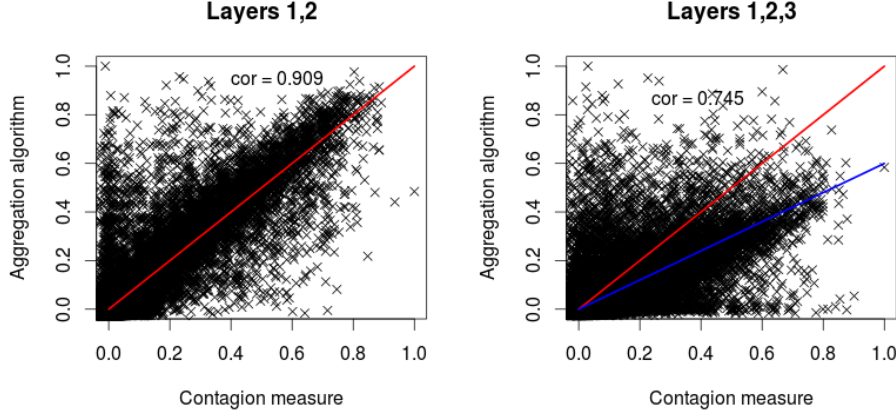 Layers 1,2
cor = 0.909
Aggregation algorithm
0.0 0.2 0.4 0.6 0.8 1.0
0.0 0.2 0.4 0.6 0.8 1.0
Contagion measure
Layers 1,2,3
cor = 0.745
Aggregation algorithm
0.0 0.2 0.4 0.6 0.8 1.0
0.0 0.2 0.4 0.6 0.8 1.0
Contagion measure